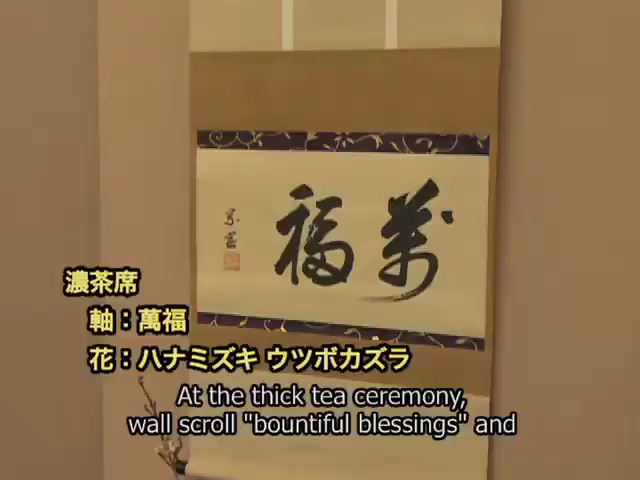 萬福
濃茶席
軸：萬福
花：ハナミズキ ウツボカズラ
At the thick tea ceremony,
wall scroll "bountiful blessings" and